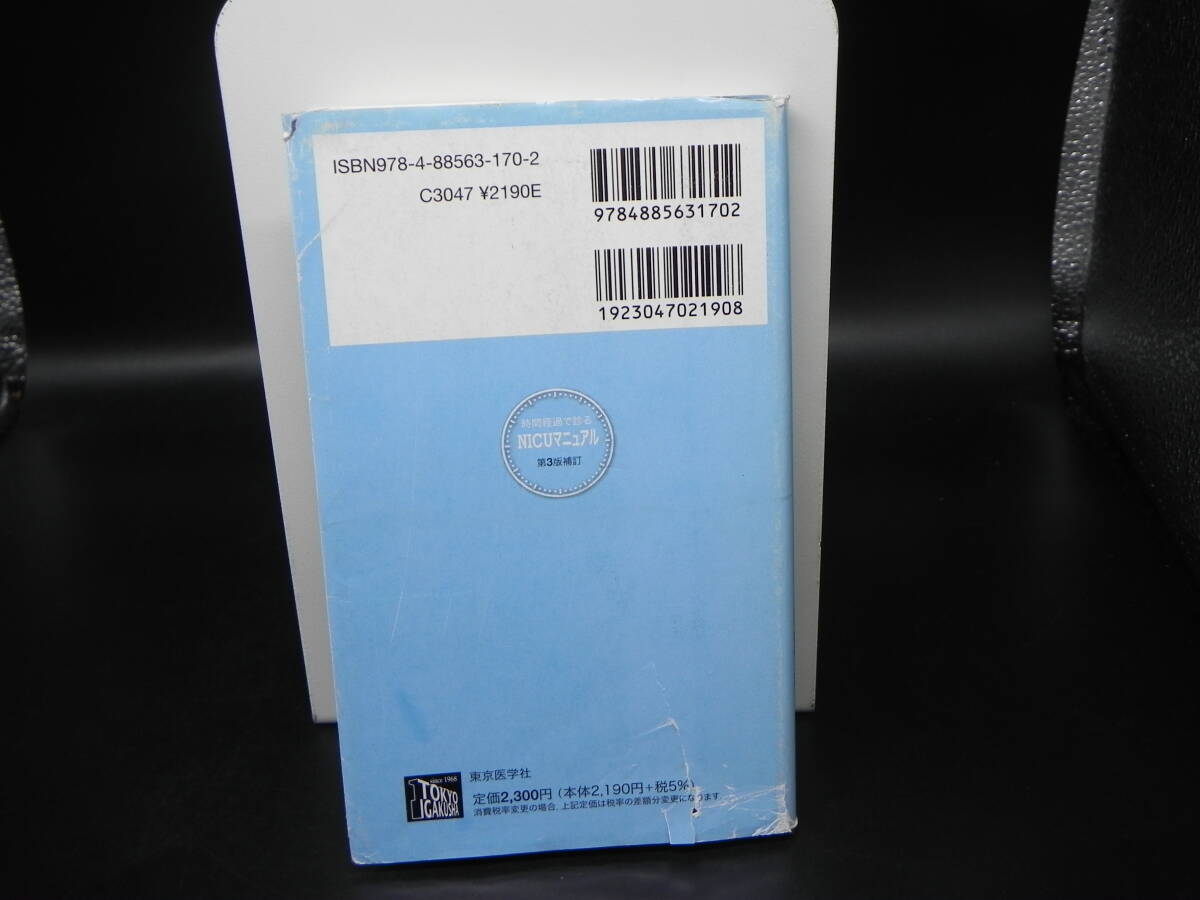 ISBN978-4-88563-170-2
C3047 ¥2190E
9784885631702
1923047021908
時間経過で診る
NICUマニュアル
第3版補訂
since 1968
TOKYO
IGAKUSHA
東京医学社
定価2,300円(本体2,190円+税5%)
消費税率変更の場合,上記定価は税率の差額分変更になります